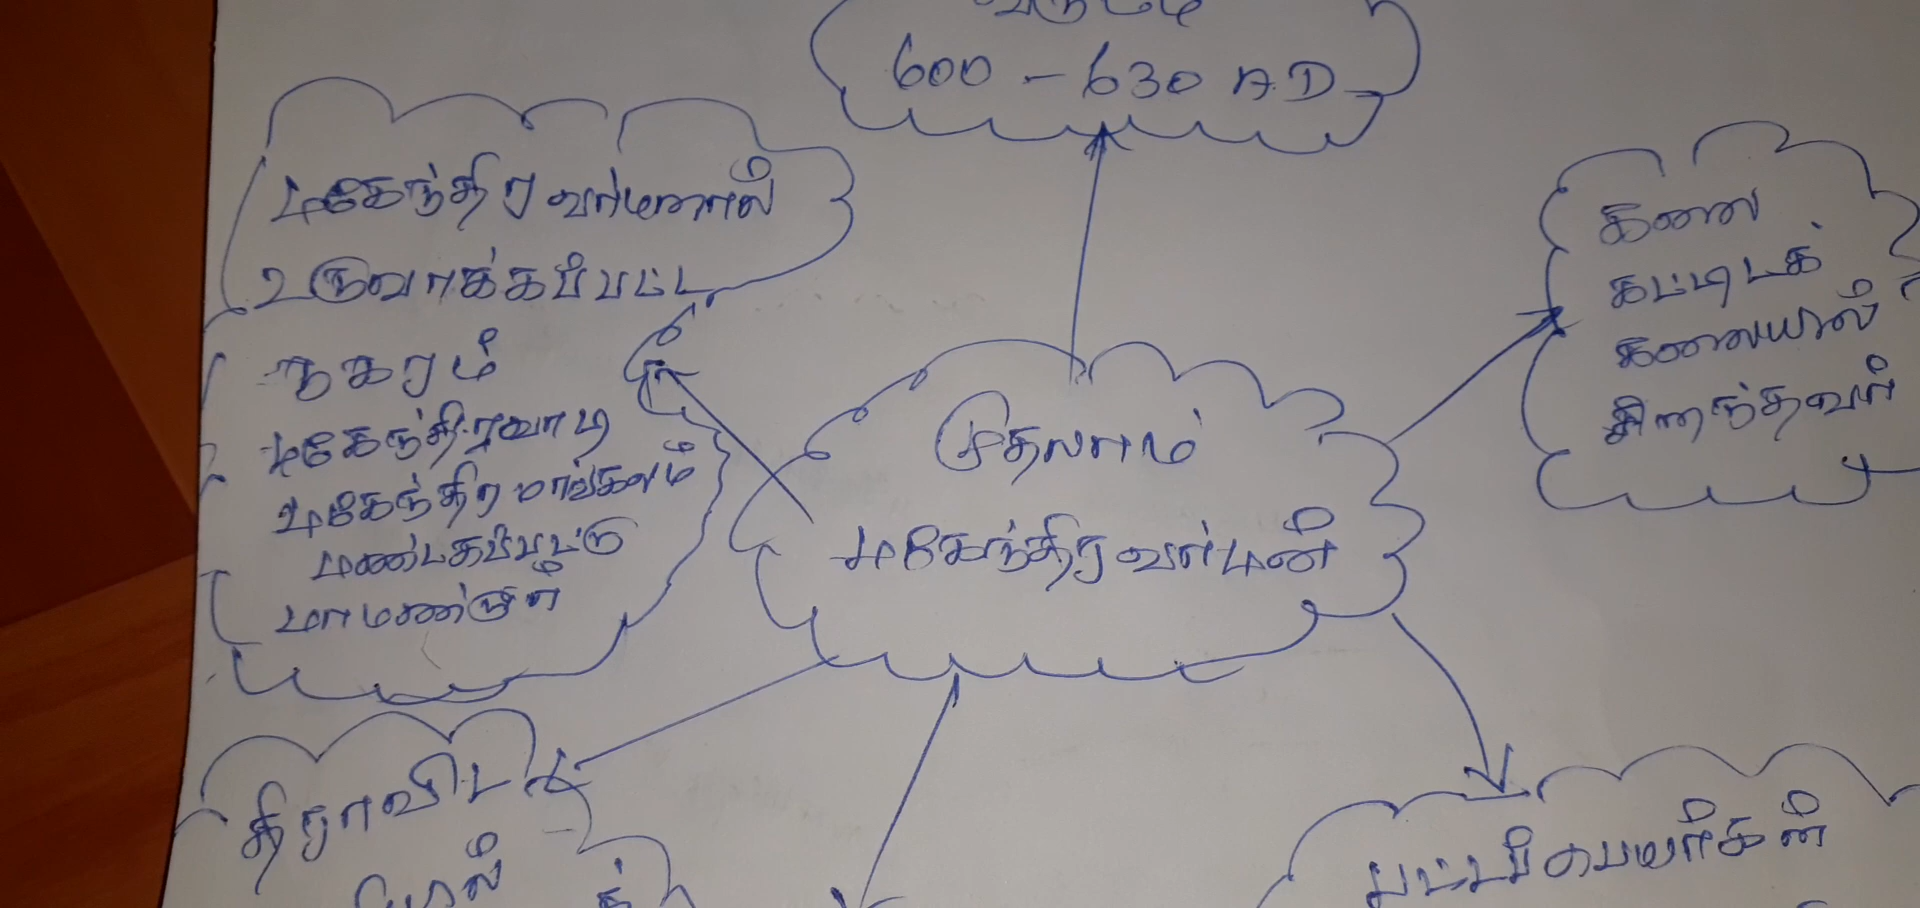 600 - 630 A.D
மகேந்திர வர்மனால்
உருவாக்கப்பட்ட
நகரம்
மகேந்திரவாடி
மகேந்திர மங்கலம்
மண்டகப்பட்டு
மாமண்டூர்
கலை
கட்டிடக்
கலையால்
சிறந்தவர்
முதலாம்
மகேந்திர வர்மன்
திராவிட
பட்டப் பெயர்கள்